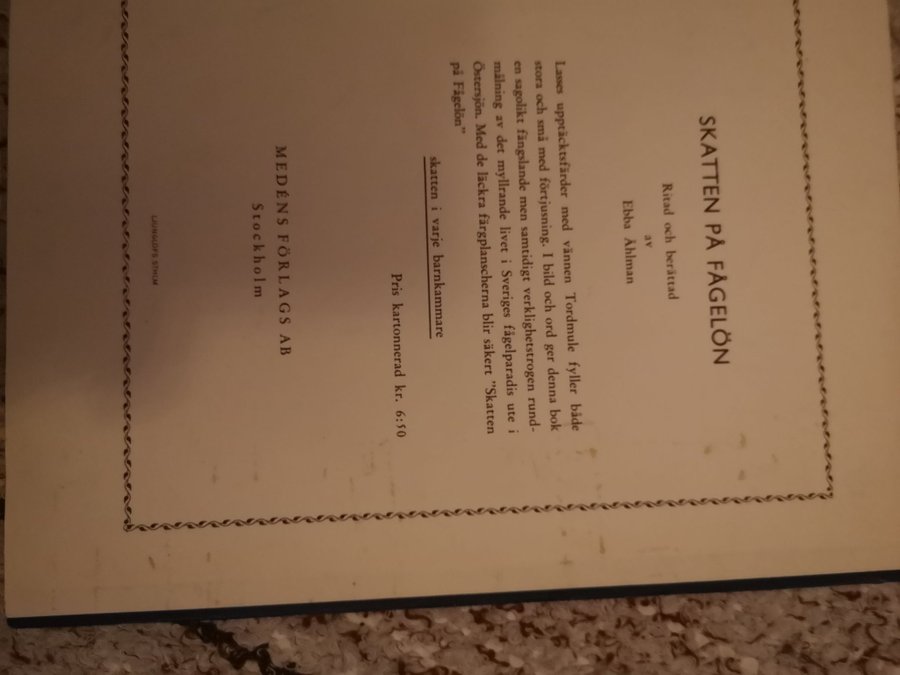 SKATTEN PÅ FÅGELÖN
Ritad och berättad
av
Ebba Åhlman
Lasses upptäcktsfärder med vännen Tordmule fyller både
stora och små med förtjusning. I bild och ord ger denna bok
en sagolikt fängslande men samtidigt verklighetstrogen rund-
målning av det myllrande livet i Sveriges fågelparadis ute i
Östersjön. Med de läckra färgplanscherna blir säkert "Skatten
på Fågelön"
skatten i varje barnkammare
Pris kartonnerad kr. 6:50
MEDÉNS FÖRLAGS AB
Stockholm
LJUNGLÖFS STHLM